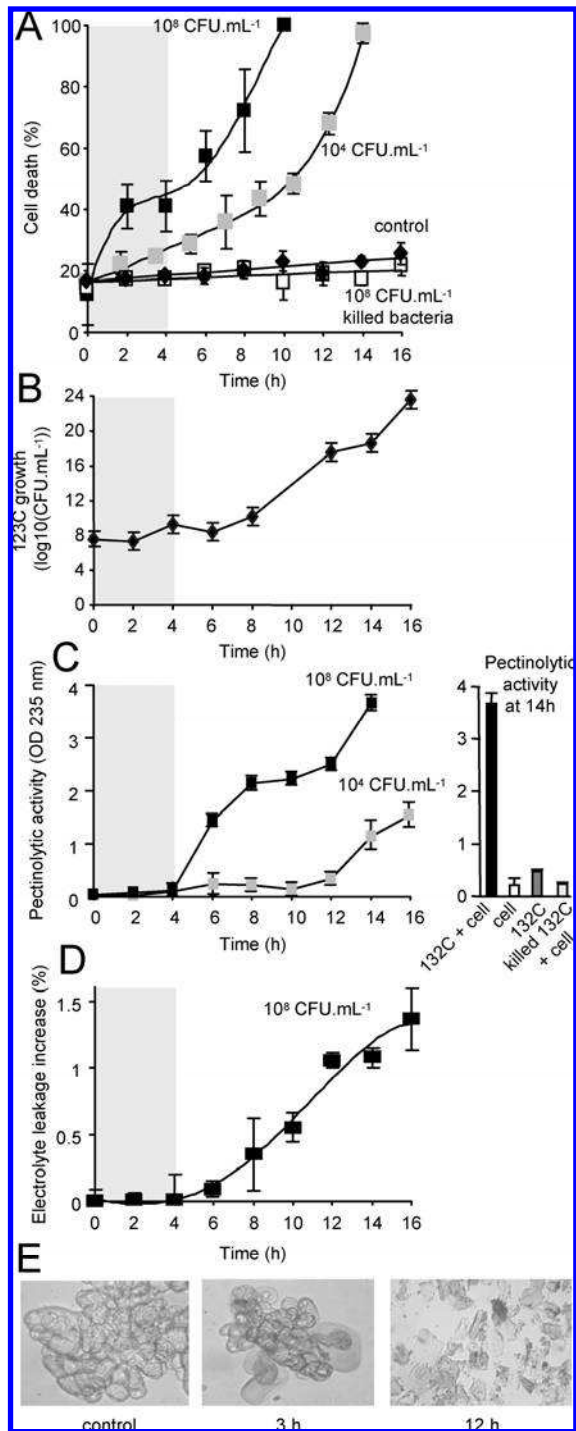 A
10⁸ CFU.mL⁻¹
10⁴ CFU.mL⁻¹
control
10⁸ CFU.mL⁻¹
killed bacteria
Cell death (%)
100
80
60
40
20
0
0 2 4 6 8 10 12 14 16
Time (h)
B
123C growth
(log10(CFU.mL⁻¹))
24
20
16
12
8
4
0
0 2 4 6 8 10 12 14 16
Time (h)
C
10⁸ CFU.mL⁻¹
10⁴ CFU.mL⁻¹
Pectinolytic activity (OD 235 nm)
4
3
2
1
0
0 2 4 6 8 10 12 14 16
Time (h)
Pectinolytic
activity
at 14h
4
3
2
1
0
132C + cell
cell
132C
killed 132C
+ cell
D
10⁸ CFU.mL⁻¹
Electrolyte leakage increase (%)
1.5
1
0.5
0
0 2 4 6 8 10 12 14 16
Time (h)
E
control
3 h
12 h